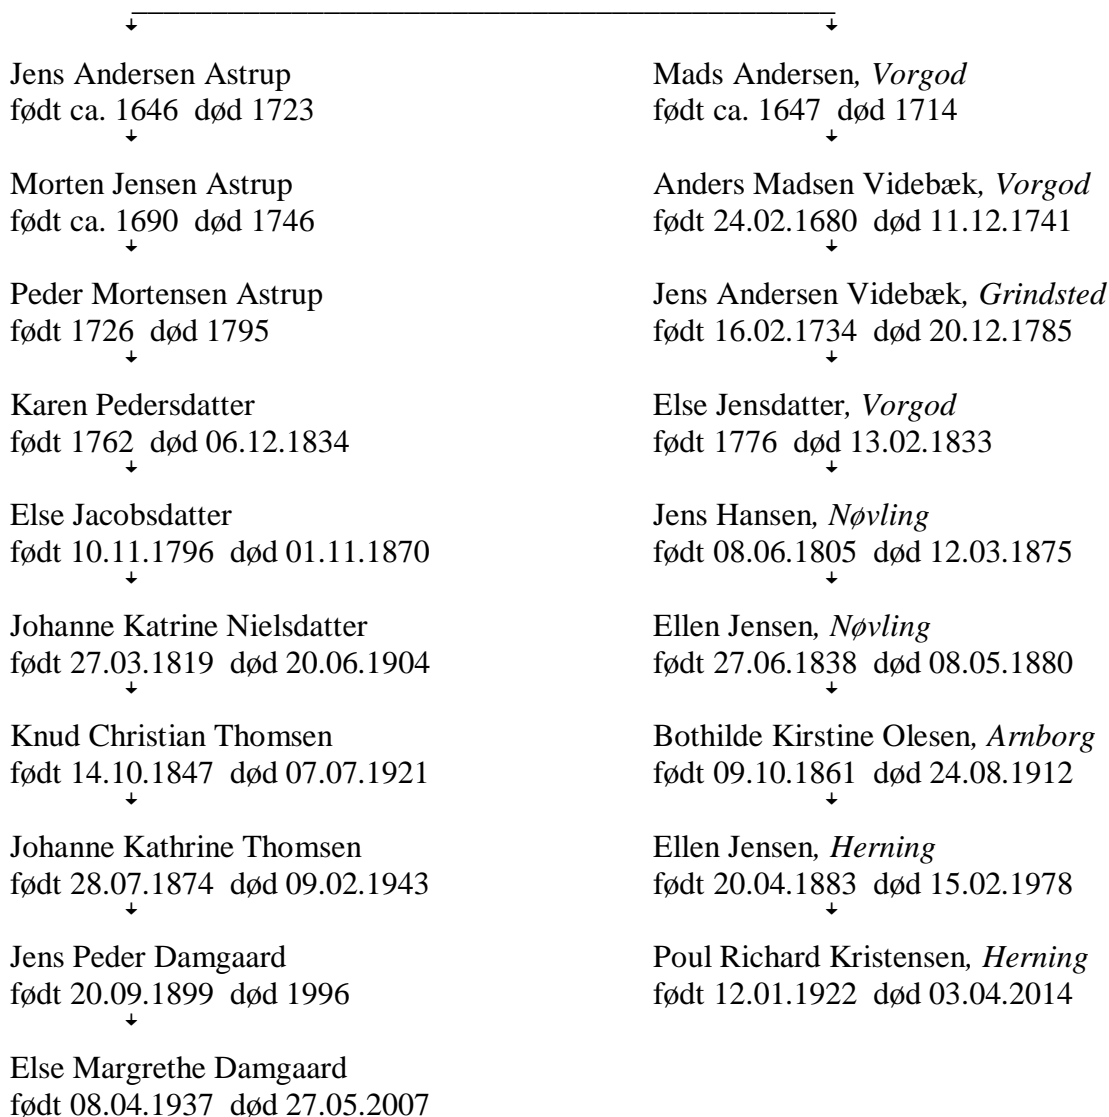 Jens Andersen Astrup
født ca. 1646 død 1723
Morten Jensen Astrup
født ca. 1690 død 1746
Peder Mortensen Astrup
født 1726 død 1795
Karen Pedersdatter
født 1762 død 06.12.1834
Else Jacobsdatter
født 10.11.1796 død 01.11.1870
Johanne Katrine Nielsdatter
født 27.03.1819 død 20.06.1904
Knud Christian Thomsen
født 14.10.1847 død 07.07.1921
Johanne Kathrine Thomsen
født 28.07.1874 død 09.02.1943
Jens Peder Damgaard
født 20.09.1899 død 1996
Else Margrethe Damgaard
født 08.04.1937 død 27.05.2007
Mads Andersen, Vorgod
født ca. 1647 død 1714
Anders Madsen Videbæk, Vorgod
født 24.02.1680 død 11.12.1741
Jens Andersen Videbæk, Grindsted
født 16.02.1734 død 20.12.1785
Else Jensdatter, Vorgod
født 1776 død 13.02.1833
Jens Hansen, Nøvling
født 08.06.1805 død 12.03.1875
Ellen Jensen, Nøvling
født 27.06.1838 død 08.05.1880
Bothilde Kirstine Olesen, Arnborg
født 09.10.1861 død 24.08.1912
Ellen Jensen, Herning
født 20.04.1883 død 15.02.1978
Poul Richard Kristensen, Herning
født 12.01.1922 død 03.04.2014